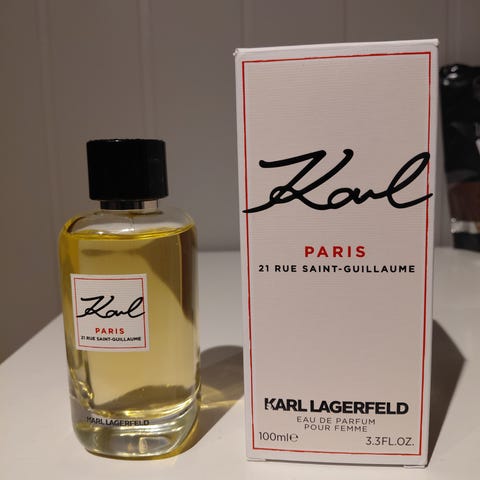 Karl
PARIS
21 RUE SAINT-GUILLAUME
KARL LAGERFELD
Karl
PARIS
21 RUE SAINT-GUILLAUME
KARL LAGERFELD
EAU DE PARFUM
POUR FEMME
100ml℮ 3.3FL.OZ.